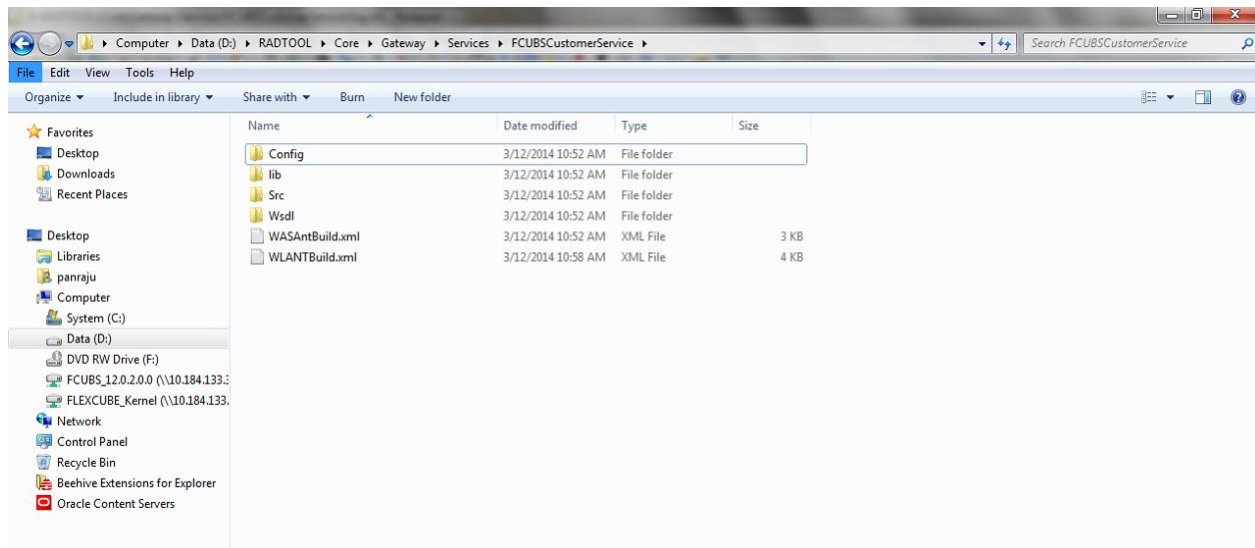 Computer Data (D:) RADTOOL Core Gateway Services FCUBSCustomerService
Search FCUBSCustomerService
File Edit View Tools Help
Organize Include in library Share with Burn New folder
Name Date modified Type Size
Favorites
Desktop
Downloads
Recent Places
Desktop
Libraries
panraju
Computer
System (C:)
Data (D:)
DVD RW Drive (F:)
FCUBS_12.0.2.0.0 (\\10.184.133.3
FLEXCUBE_Kernel (\\10.184.133.
Network
Control Panel
Recycle Bin
Beehive Extensions for Explorer
Oracle Content Servers
Config 3/12/2014 10:52 AM File folder
lib 3/12/2014 10:52 AM File folder
Src 3/12/2014 10:52 AM File folder
Wsdl 3/12/2014 10:52 AM File folder
WASAntBuild.xml 3/12/2014 10:52 AM XML File 3 KB
WLANTBuild.xml 3/12/2014 10:58 AM XML File 4 KB